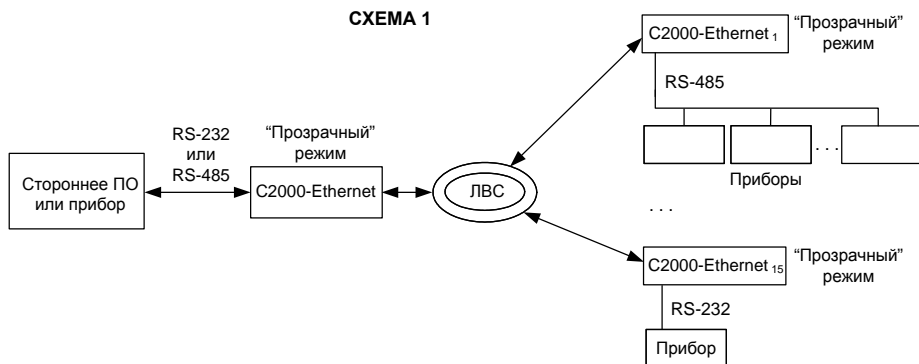 СХЕМА 1
С2000-Ethernet 1
“Прозрачный”
режим
RS-485
. . .
Приборы
RS-232
или
RS-485
“Прозрачный”
режим
Стороннее ПО
или прибор
С2000-Ethernet
ЛВС
. . .
С2000-Ethernet 15
“Прозрачный”
режим
RS-232
Прибор